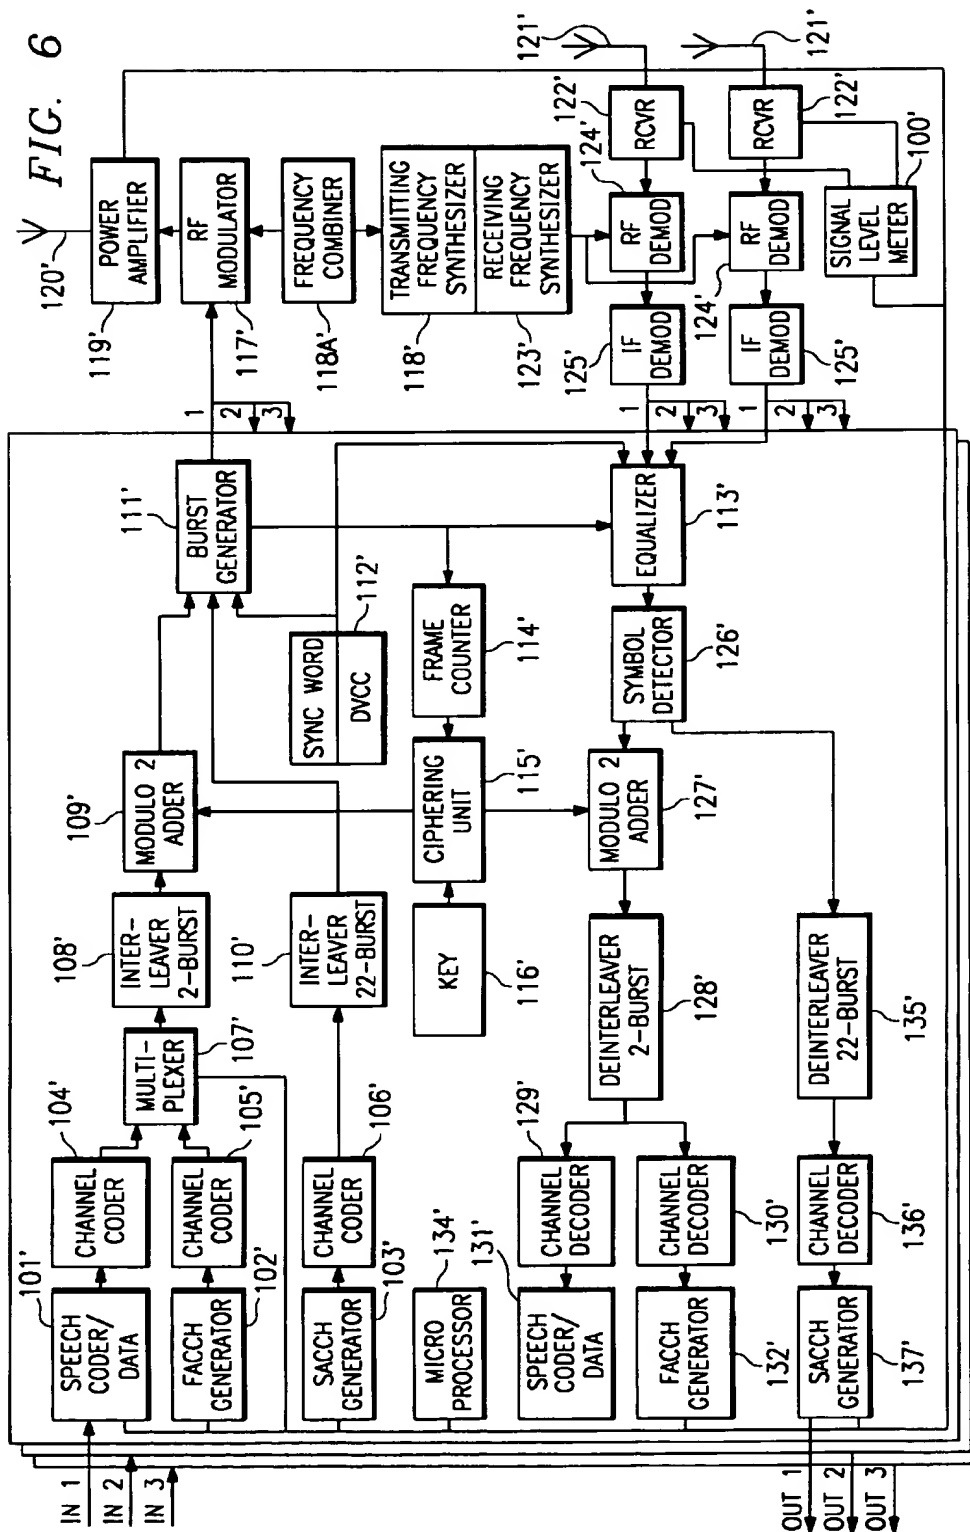 FIG. 6
IN 1
IN 2
IN 3
101'
SPEECH
CODER/
DATA
104'
CHANNEL
CODER
FACCH
GENERATOR
102'
CHANNEL
CODER
105'
MULTI-
PLEXER
107'
108'
INTER-
LEAVER
2-BURST
109'
MODULO 2
ADDER
111'
BURST
GENERATOR
1
2
3
SACCH
GENERATOR
103'
CHANNEL
CODER
106'
110'
INTER-
LEAVER
22-BURST
SYNC WORD
DVCC
112'
MICRO
PROCESSOR
134'
KEY
116'
CIPHERING
UNIT
115'
FRAME
COUNTER
114'
131'
SPEECH
CODER/
DATA
129'
CHANNEL
DECODER
DEINTERLEAVER
2-BURST
128'
MODULO 2
ADDER
127'
SYMBOL
DETECTOR
126'
EQUALIZER
113'
FACCH
GENERATOR
132'
CHANNEL
DECODER
130'
SACCH
GENERATOR
137'
CHANNEL
DECODER
136'
DEINTERLEAVER
22-BURST
135'
OUT 1
OUT 2
OUT 3
120'
POWER
AMPLIFIER
119'
RF
MODULATOR
117'
FREQUENCY
COMBINER
118A'
TRANSMITTING
FREQUENCY
SYNTHESIZER
118'
RECEIVING
FREQUENCY
SYNTHESIZER
123'
121'
122'
RCVR
124'
RF
DEMOD
IF
DEMOD
125'
1
2
3
121'
122'
RCVR
RF
DEMOD
124'
IF
DEMOD
125'
1
2
3
SIGNAL
LEVEL
METER
100'